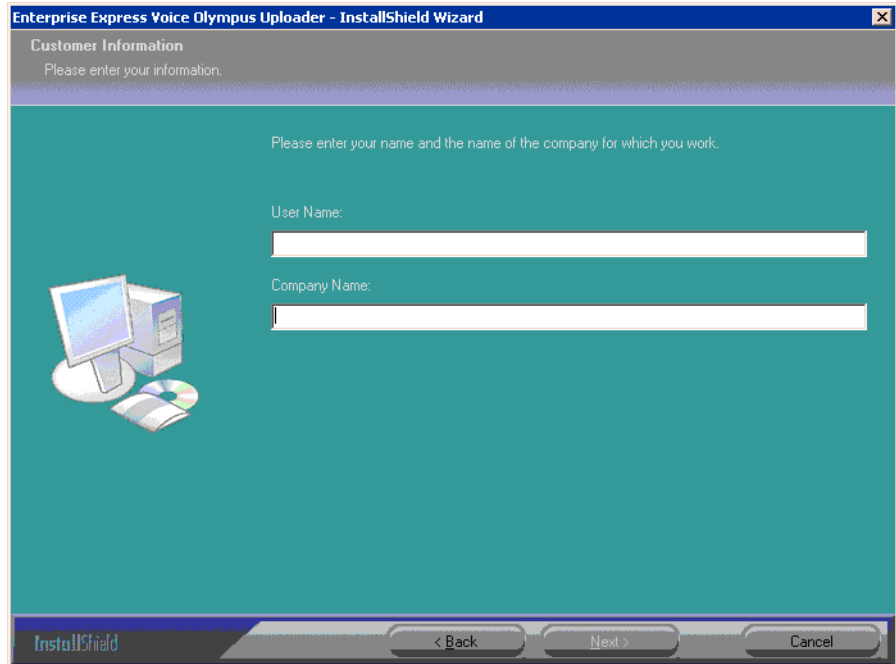 Enterprise Express Voice Olympus Uploader - InstallShield Wizard
Customer Information
Please enter your information.
Please enter your name and the name of the company for which you work.
User Name:
Company Name:
InstallShield
< Back
Next >
Cancel